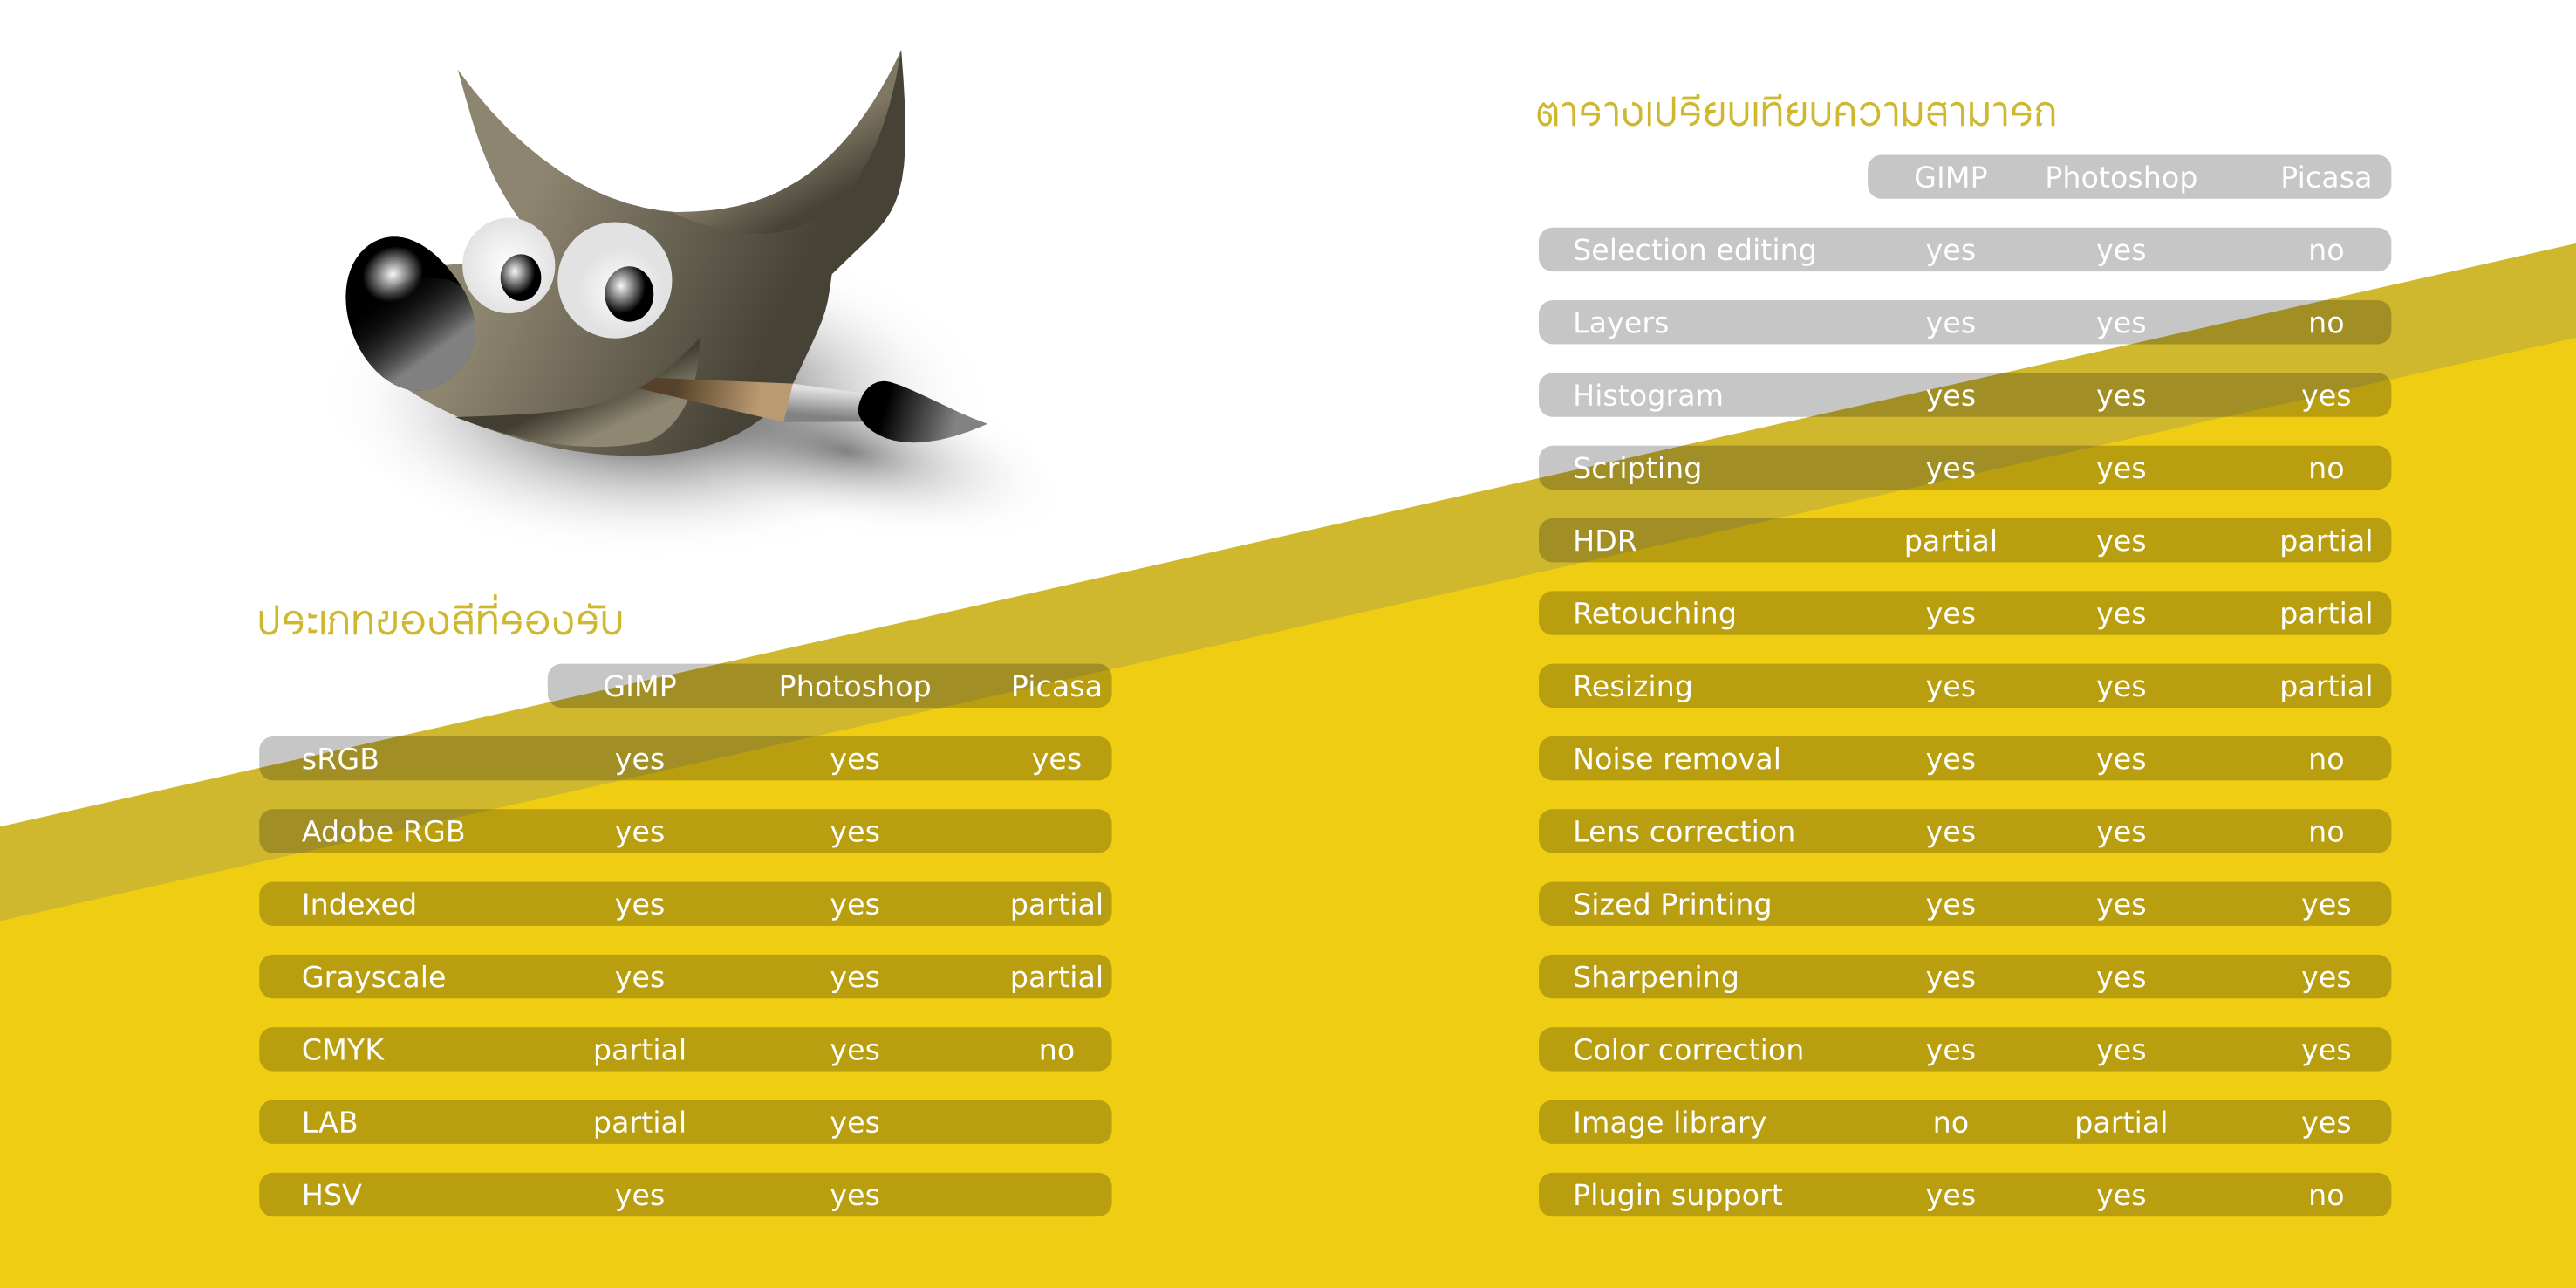 ประเภทของสีที่รองรับ
GIMP Photoshop Picasa
sRGB yes yes yes
Adobe RGB yes yes
Indexed yes yes partial
Grayscale yes yes partial
CMYK partial yes no
LAB partial yes
HSV yes yes
ตารางเปรียบเทียบความสามารถ
GIMP Photoshop Picasa
Selection editing yes yes no
Layers yes yes no
Histogram yes yes yes
Scripting yes yes no
HDR partial yes partial
Retouching yes yes partial
Resizing yes yes partial
Noise removal yes yes no
Lens correction yes yes no
Sized Printing yes yes yes
Sharpening yes yes yes
Color correction yes yes yes
Image library no partial yes
Plugin support yes yes no